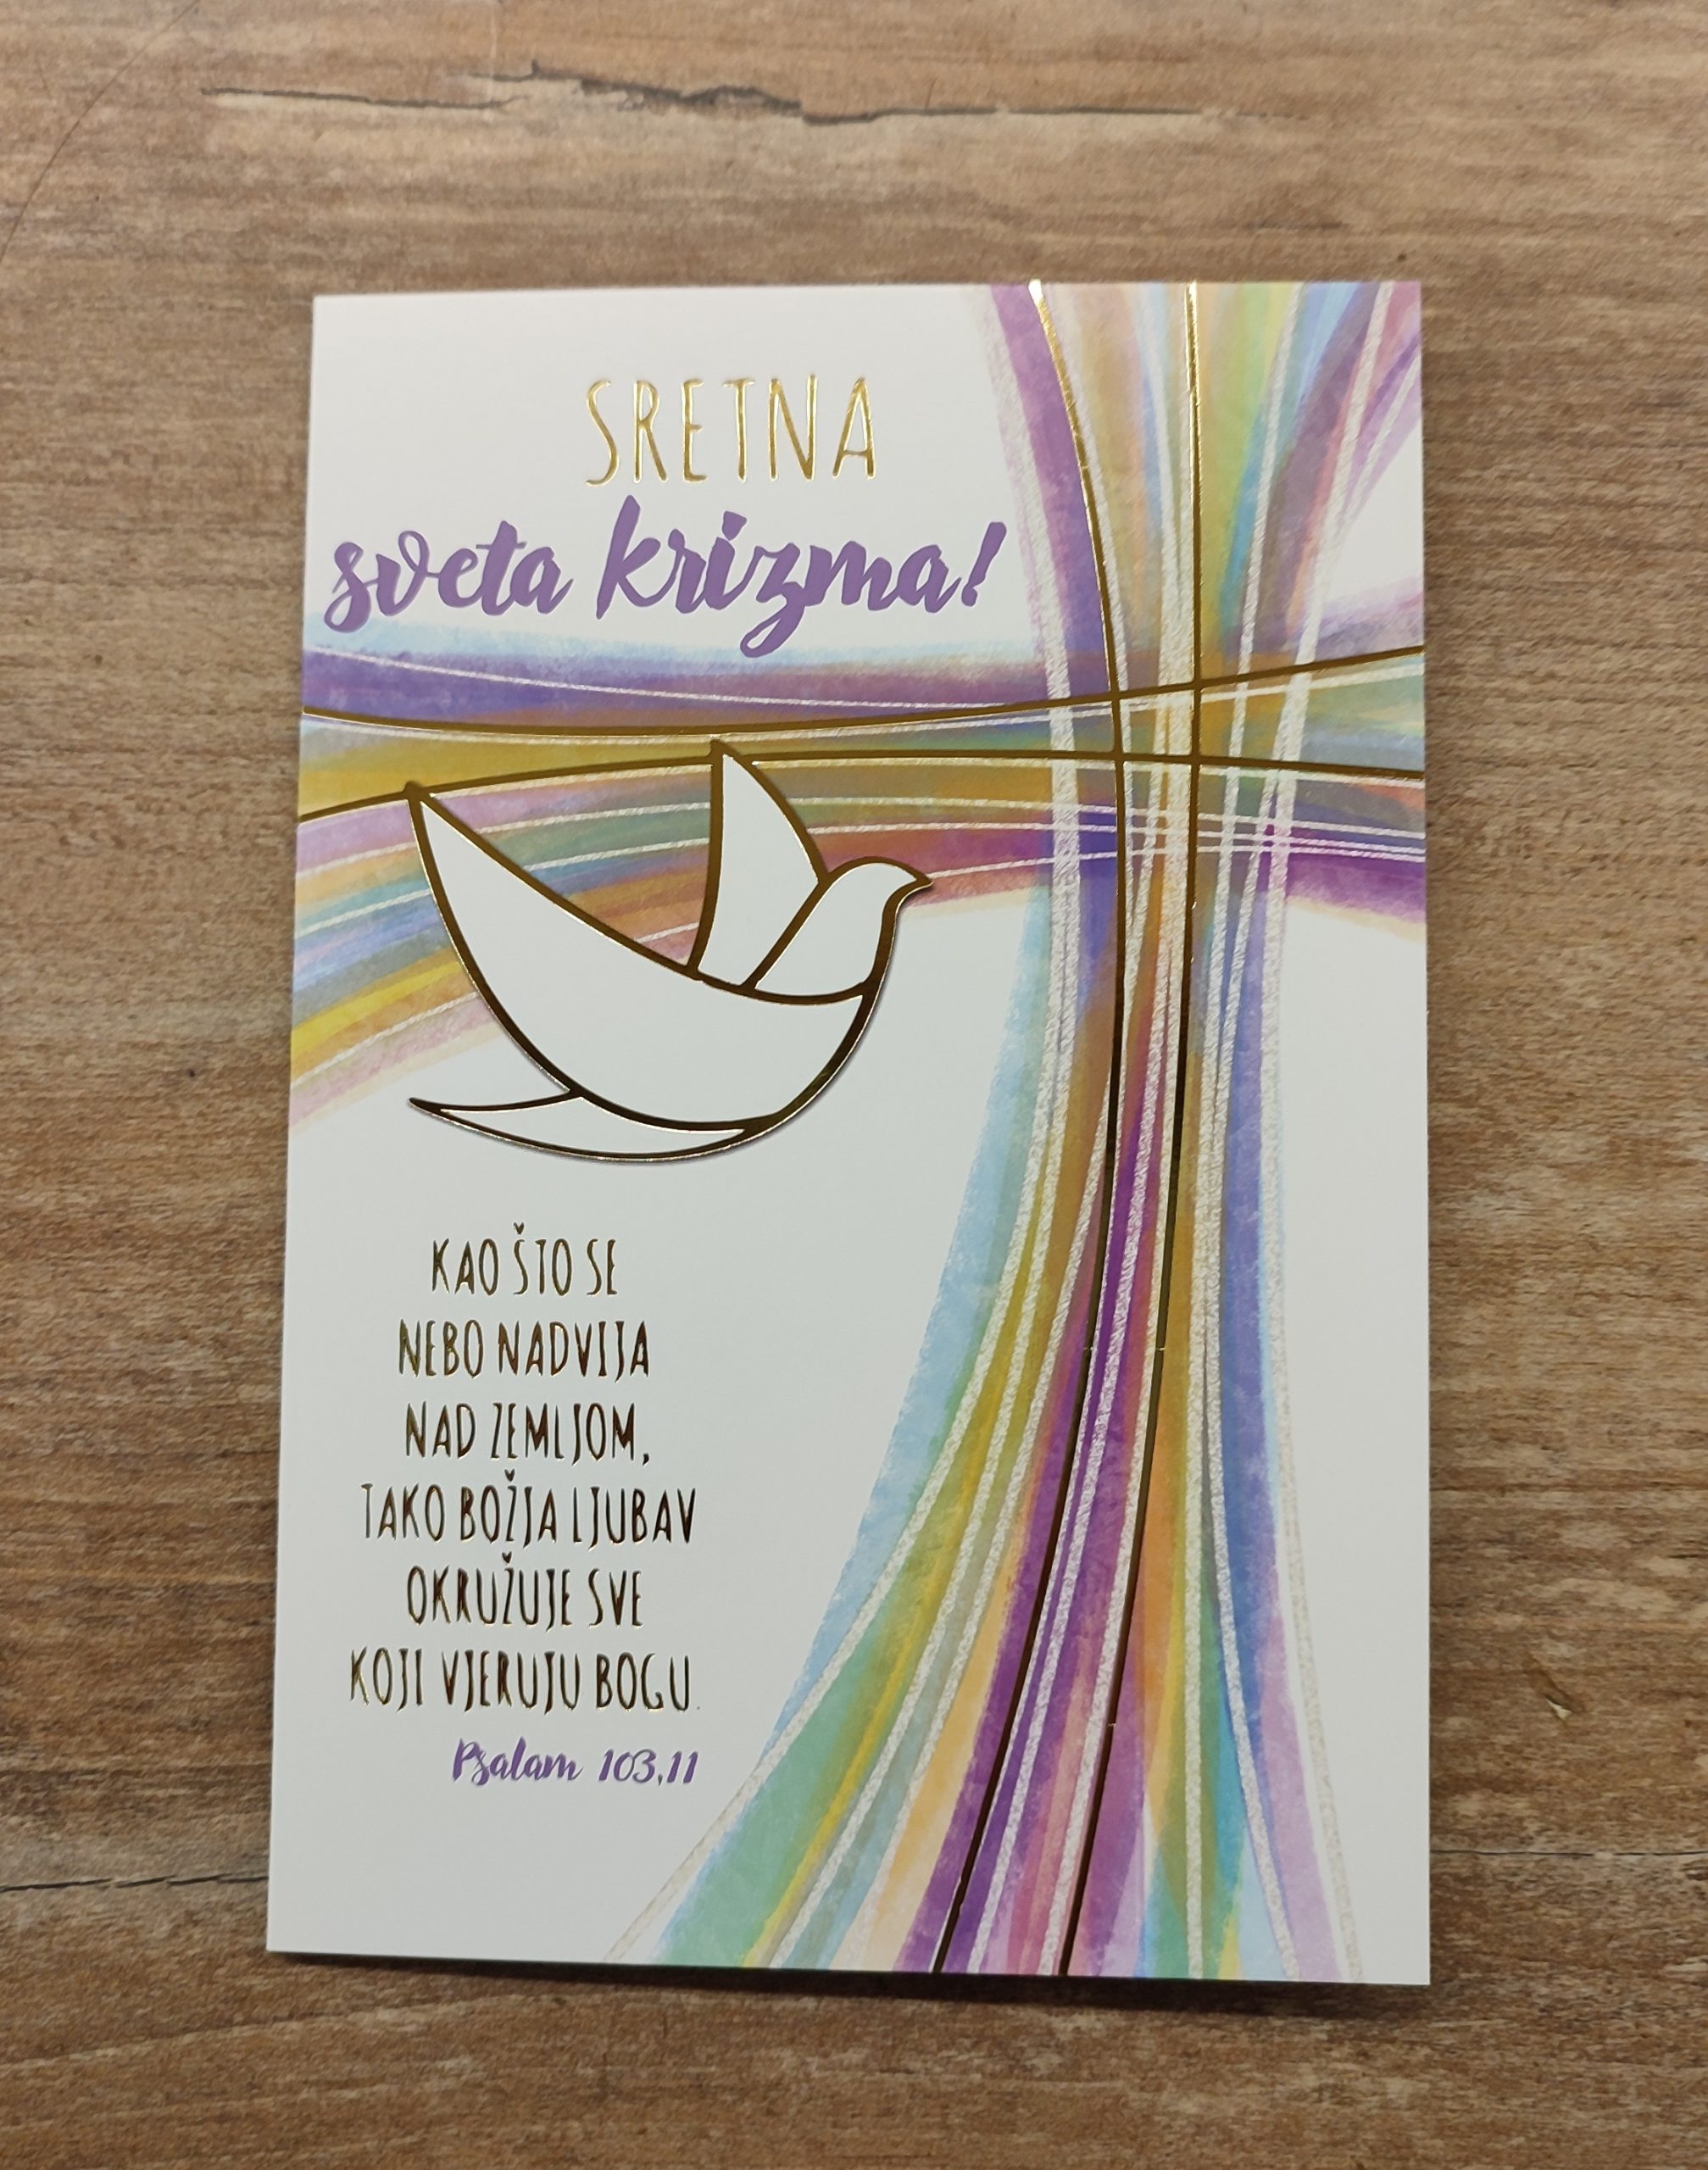 SRETNA
sveta krizma!
KAO ŠTO SE
NEBO NADVIJA
NAD ZEMLJOM,
TAKO BOŽJA LJUBAV
OKRUŽUJE SVE
KOJI VJERUJU BOGU.
Psalam 103,11